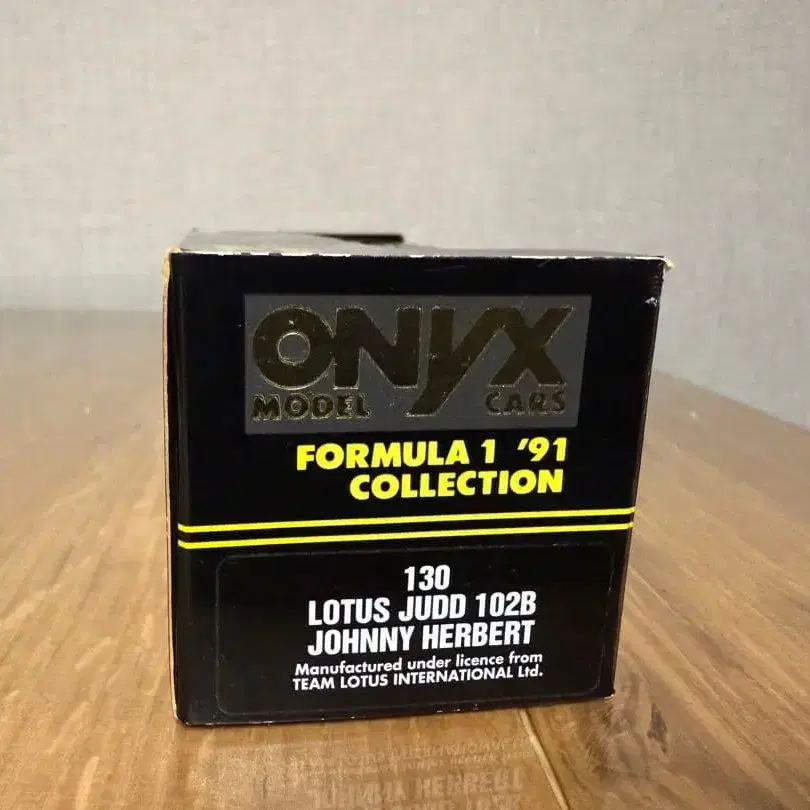 ONYX
MODEL CARS
FORMULA 1 '91
COLLECTION
130
LOTUS JUDD 102B
JOHNNY HERBERT
Manufactured under licence from
TEAM LOTUS INTERNATIONAL Ltd.